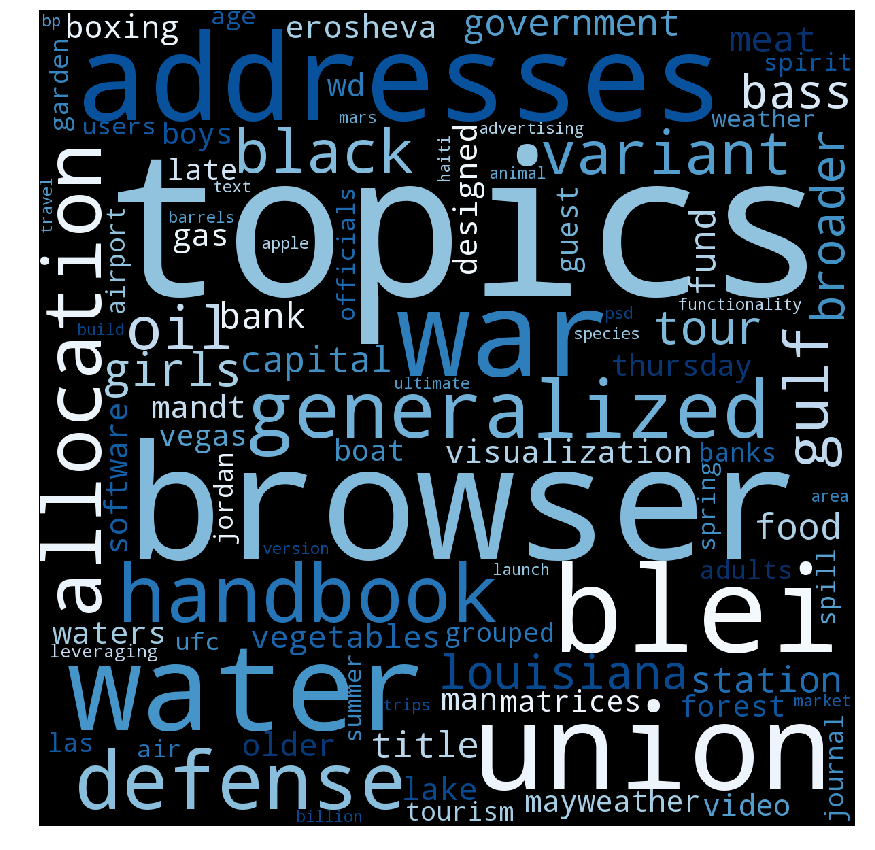 bp
boxing
age
erosheva
government
meat
garden
addresses
wd
spirit
bass
mars
users
boys
black
advertising
variant
weather
late
text
haiti
animal
designed
broader
travel
allocation
topics
airport
barrels
gas
apple
officials
guest
fund
functionality
build
oil
bank
war
psd
species
tour
gulf
girls
capital
ultimate
thursday
software
mandt
generalized
vegas
boat
visualization
banks
jordan
browser
spring
area
food
version
launch
handbook
blei
adults
spill
waters
leveraging
ufc
vegetables
grouped
water
summer
louisiana
station
trips
man
matrices
forest
market
las
air
older
title
union
journal
defense
lake
tourism
mayweather
video
billion